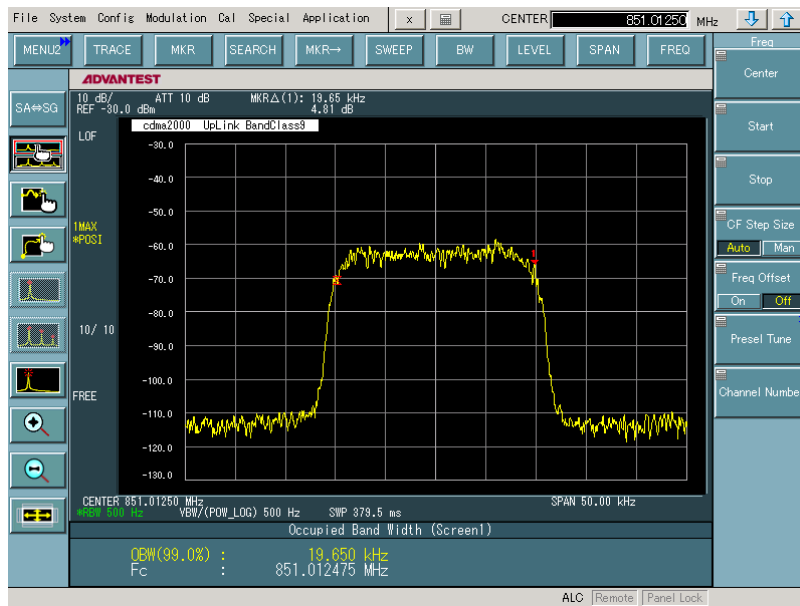 File System Config Modulation Cal Special Application x CENTER 851.01250 MHz
MENU2 TRACE MKR SEARCH MKR→ SWEEP BW LEVEL SPAN FREQ
Freq
ADVANTEST
Center
10 dB/ ATT 10 dB MKRΔ(1): 19.65 kHz
REF -30.0 dBm 4.81 dB
SA⇔SG
cdma2000 UpLink BandClass9
LOF
Start
-30.0
-40.0
Stop
-50.0
1MAX
*POSI
CF Step Size
Auto Man
-60.0
1
-70.0
Freq Offset
On Off
-80.0
10/ 10
Presel Tune
-90.0
-100.0
FREE
Channel Numbe
-110.0
-120.0
-130.0
CENTER 851.01250 MHz SPAN 50.00 kHz
*RBW 500 Hz VBW/(POW_LOG) 500 Hz SWP 379.5 ms
Occupied Band Width (Screen1)
OBW(99.0%) : 19.650 kHz
Fc : 851.012475 MHz
ALC Remote Panel Lock